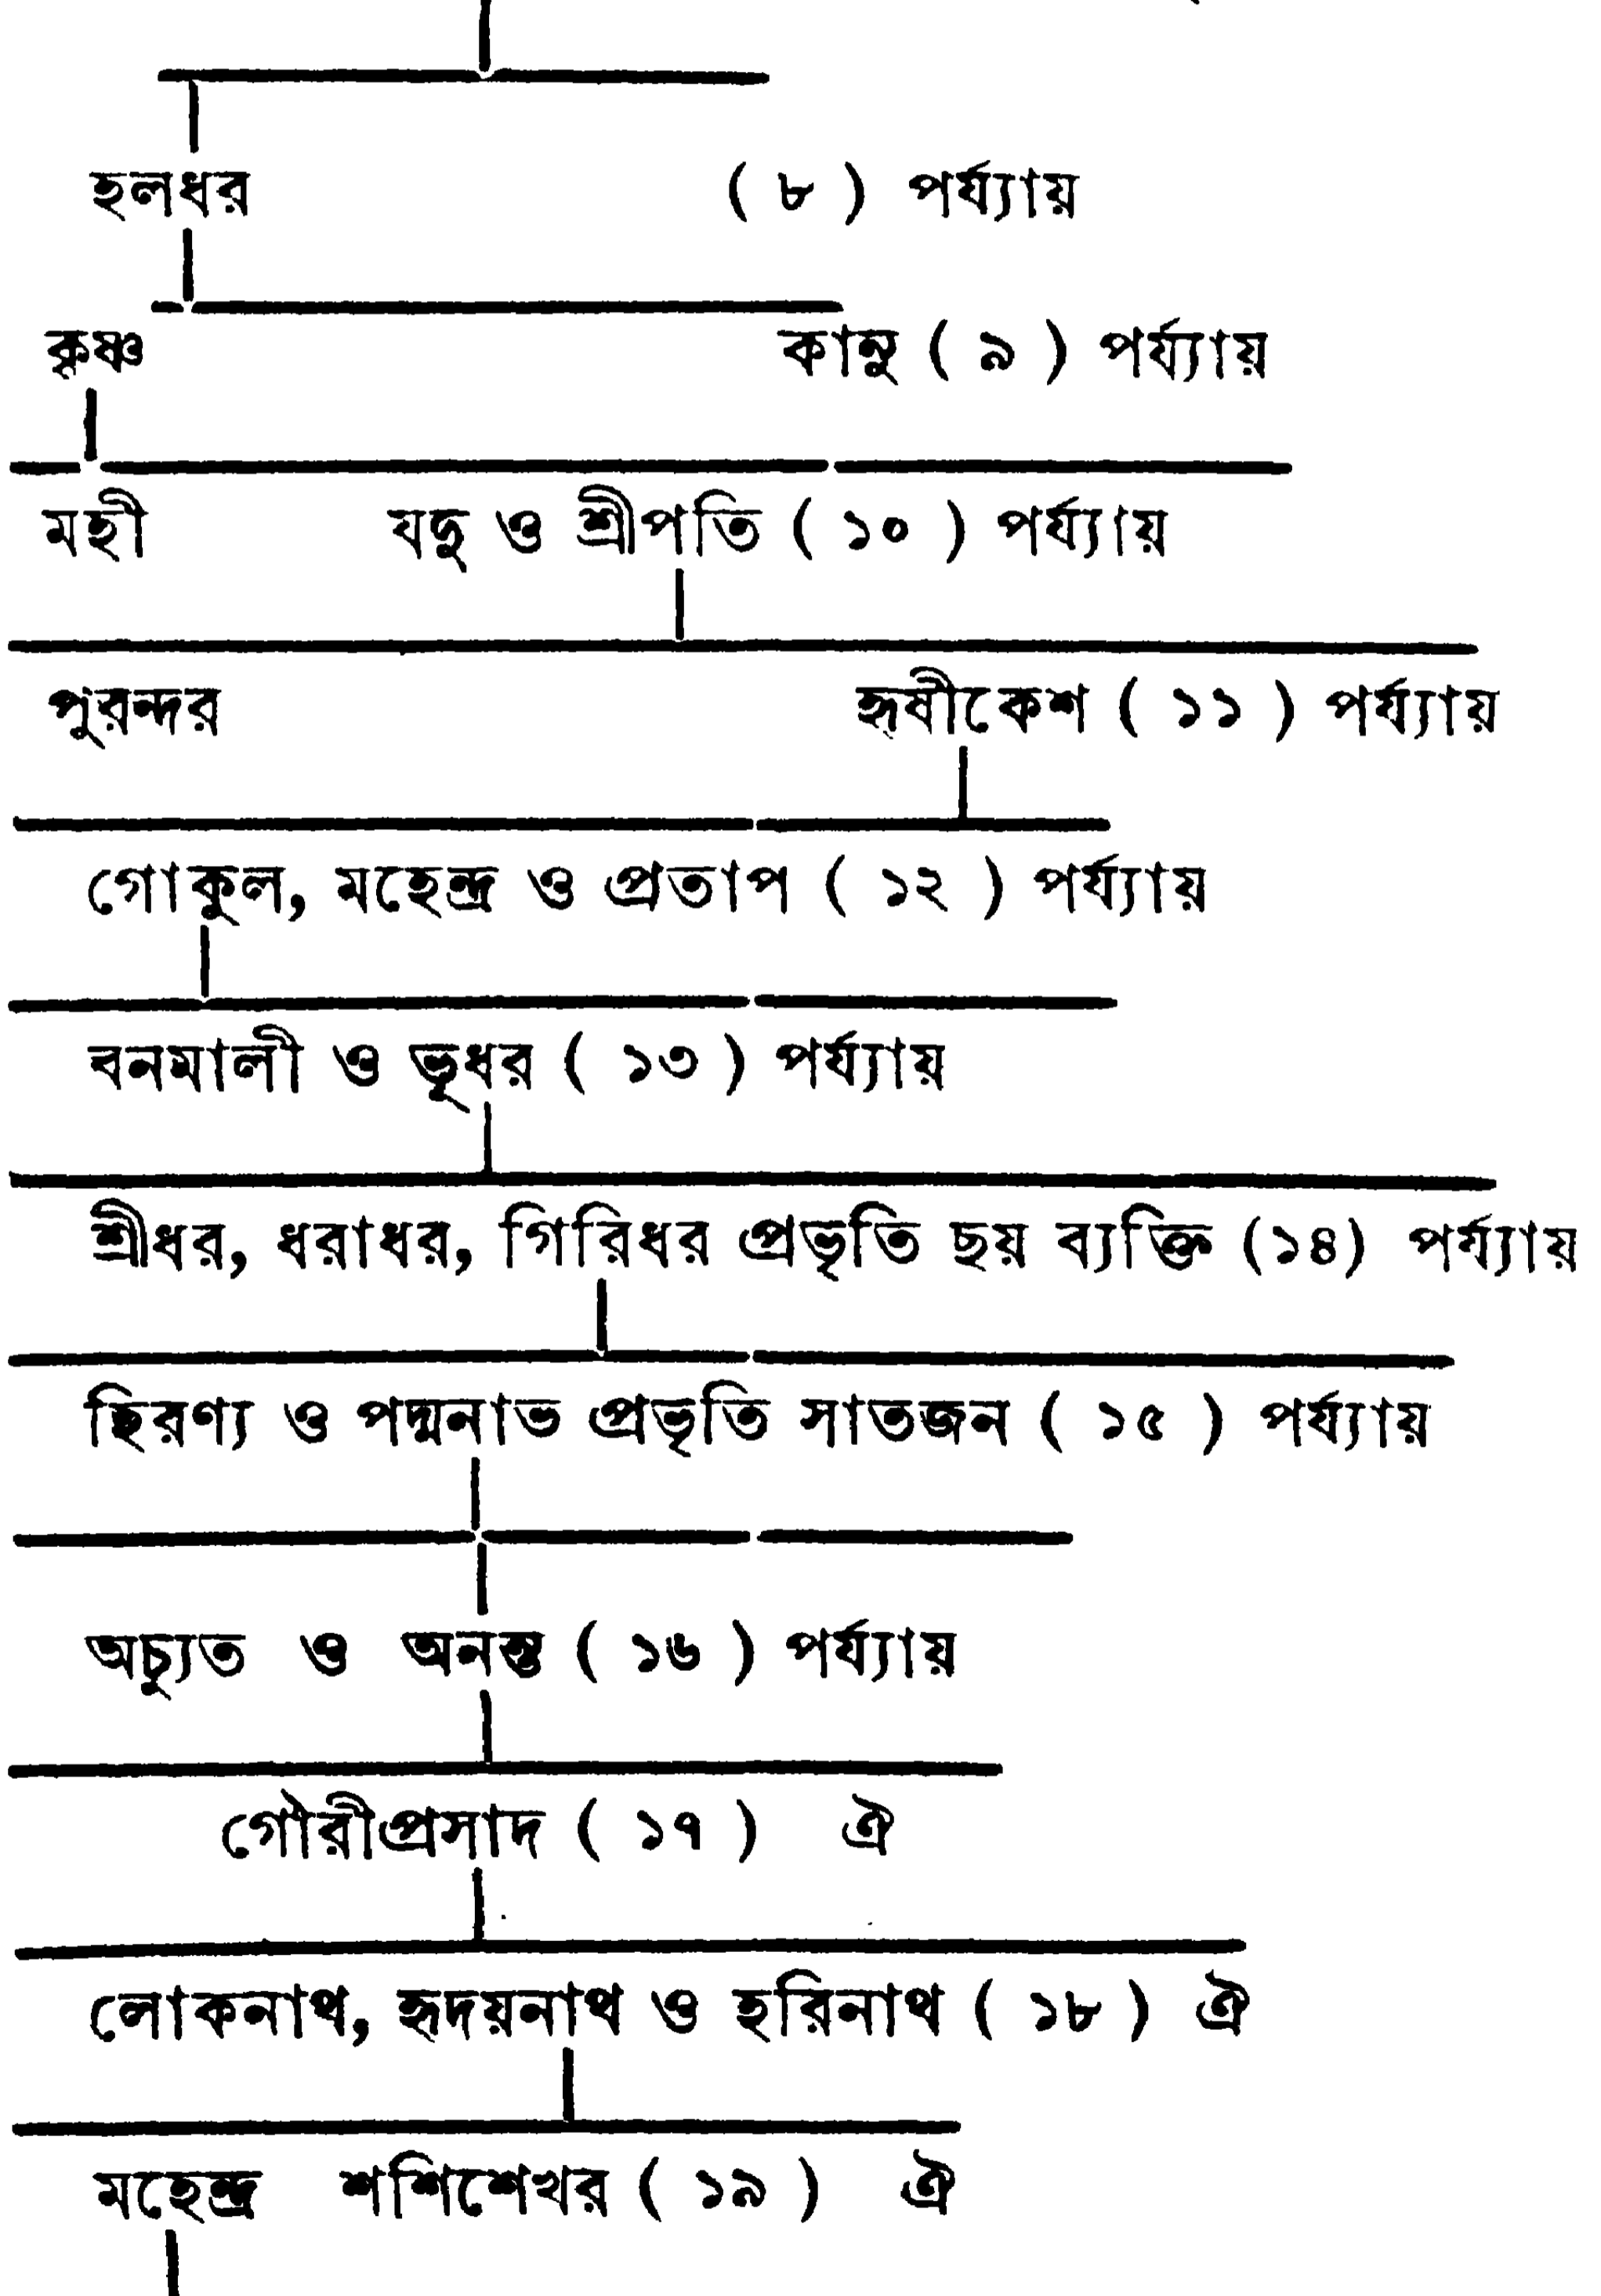 হলধর ( ৮ ) পর্য্যায়
কৃষ্ণ কানু ( ৯ ) পর্য্যায়
মহী যদু ও শ্রীপতি ( ১০ ) পর্য্যায়
পুরন্দর হৃষীকেশ ( ১১ ) পর্য্যায়
গোকুল, মহেন্দ্র ও প্রতাপ ( ১২ ) পর্য্যায়
বনমালী ও ভূধর ( ১৩ ) পর্য্যায়
শ্রীধর, ধরাধর, গিরিধর প্রভৃতি ছয় ব্যক্তি (১৪) পর্য্যায়
হিরণ্য ও পদ্মনাভ প্রভৃতি সাতজন ( ১৫ ) পর্য্যায়
অচ্যুত ও অনন্ত ( ১৬ ) পর্য্যায়
গৌরীপ্রসাদ ( ১৭ ) ঐ
লোকনাথ, হৃদয়নাথ ও হরিনাথ ( ১৮ ) ঐ
মহেন্দ্র শশিশেখর ( ১৯ ) ঐ